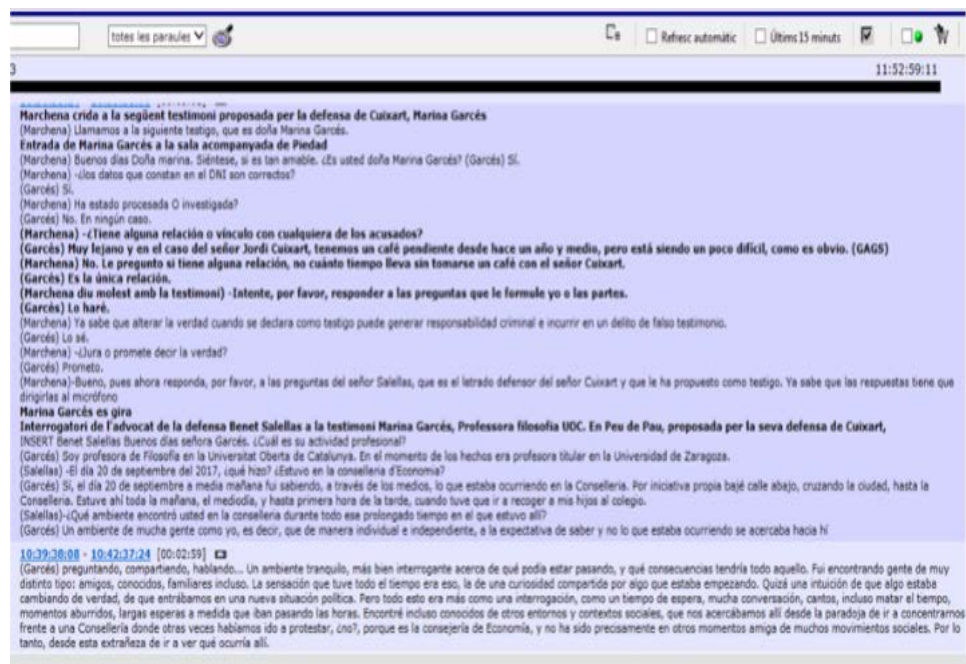 totes les paraules
Refresc automàtic
Últims 15 minuts
3
11:52:59:11
Marchena crida a la següent testimoni proposada per la defensa de Cuixart, Marina Garcés
(Marchena) Llamamos a la siguiente testigo, que es doña Marina Garcés.
Entrada de Marina Garcés a la sala acompanyada de Piedad
(Marchena) Buenos días Doña marina. Siéntese, si es tan amable. ¿Es usted doña Marina Garcés? (Garcés) Sí.
(Marchena) -¿los datos que constan en el DNI son correctos?
(Garcés) Sí.
(Marchena) Ha estado procesada O investigada?
(Garcés) No. En ningún caso.
(Marchena) -¿Tiene alguna relación o vínculo con cualquiera de los acusados?
(Garcés) Muy lejano y en el caso del señor Jordi Cuixart, tenemos un café pendiente desde hace un año y medio, pero está siendo un poco difícil, como es obvio. (GAGS)
(Marchena) No. Le pregunto si tiene alguna relación, no cuánto tiempo lleva sin tomarse un café con el señor Cuixart.
(Garcés) Es la única relación.
(Marchena diu molest amb la testimoni) -Intente, por favor, responder a las preguntas que le formule yo o las partes.
(Garcés) Lo haré.
(Marchena) Ya sabe que alterar la verdad cuando se declara como testigo puede generar responsabilidad criminal e incurrir en un delito de falso testimonio.
(Garcés) Lo sé.
(Marchena) -¿Jura o promete decir la verdad?
(Garcés) Prometo.
(Marchena)-Bueno, pues ahora responda, por favor, a las preguntas del señor Salellas, que es el letrado defensor del señor Cuixart y que le ha propuesto como testigo. Ya sabe que las respuestas tiene que
dirigirlas al micrófono
Marina Garcés es gira
Interrogatori de l'advocat de la defensa Benet Salellas a la testimoni Marina Garcés, Professora filosofia UOC. En Peu de Pau, proposada per la seva defensa de Cuixart,
INSERT Benet Salellas Buenos días señora Garcés. ¿Cuál es su actividad profesional?
(Garcés) Soy profesora de Filosofía en la Universitat Oberta de Catalunya. En el momento de los hechos era profesora titular en la Universidad de Zaragoza.
(Salellas) -El día 20 de septiembre del 2017, ¿qué hizo? ¿Estuvo en la conselleria d'Economia?
(Garcés) Sí, el día 20 de septiembre a media mañana fui sabiendo, a través de los medios, lo que estaba ocurriendo en la Conselleria. Por iniciativa propia bajé calle abajo, cruzando la ciudad, hasta la
Conselleria. Estuve ahí toda la mañana, el mediodía, y hasta primera hora de la tarde, cuando tuve que ir a recoger a mis hijos al colegio.
(Salellas)-¿Qué ambiente encontró usted en la conselleria durante todo ese prolongado tiempo en el que estuvo allí?
(Garcés) Un ambiente de mucha gente como yo, es decir, que de manera individual e independiente, a la expectativa de saber y no lo que estaba ocurriendo se acercaba hacia hí
10:39:38:08 - 10:42:37:24 [00:02:59]
(Garcés) preguntando, compartiendo, hablando... Un ambiente tranquilo, más bien interrogante acerca de qué podía estar pasando, y qué consecuencias tendría todo aquello. Fui encontrando gente de muy
distinto tipo: amigos, conocidos, familiares incluso. La sensación que tuve todo el tiempo era eso, la de una curiosidad compartida por algo que estaba empezando. Quizá una intuición de que algo estaba
cambiando de verdad, de que entrábamos en una nueva situación política. Pero todo esto era más como una interrogación, como un tiempo de espera, mucha conversación, cantos, incluso matar el tiempo,
momentos aburridos, largas esperas a medida que iban pasando las horas. Encontré incluso conocidos de otros entornos y contextos sociales, que nos acercábamos allí desde la paradoja de ir a concentrarnos
frente a una Conselleria donde otras veces habíamos ido a protestar, ¿no?, porque es la consejería de Economía, y no ha sido precisamente en otros momentos amiga de muchos movimientos sociales. Por lo
tanto, desde esta extrañeza de ir a ver qué ocurría allí.